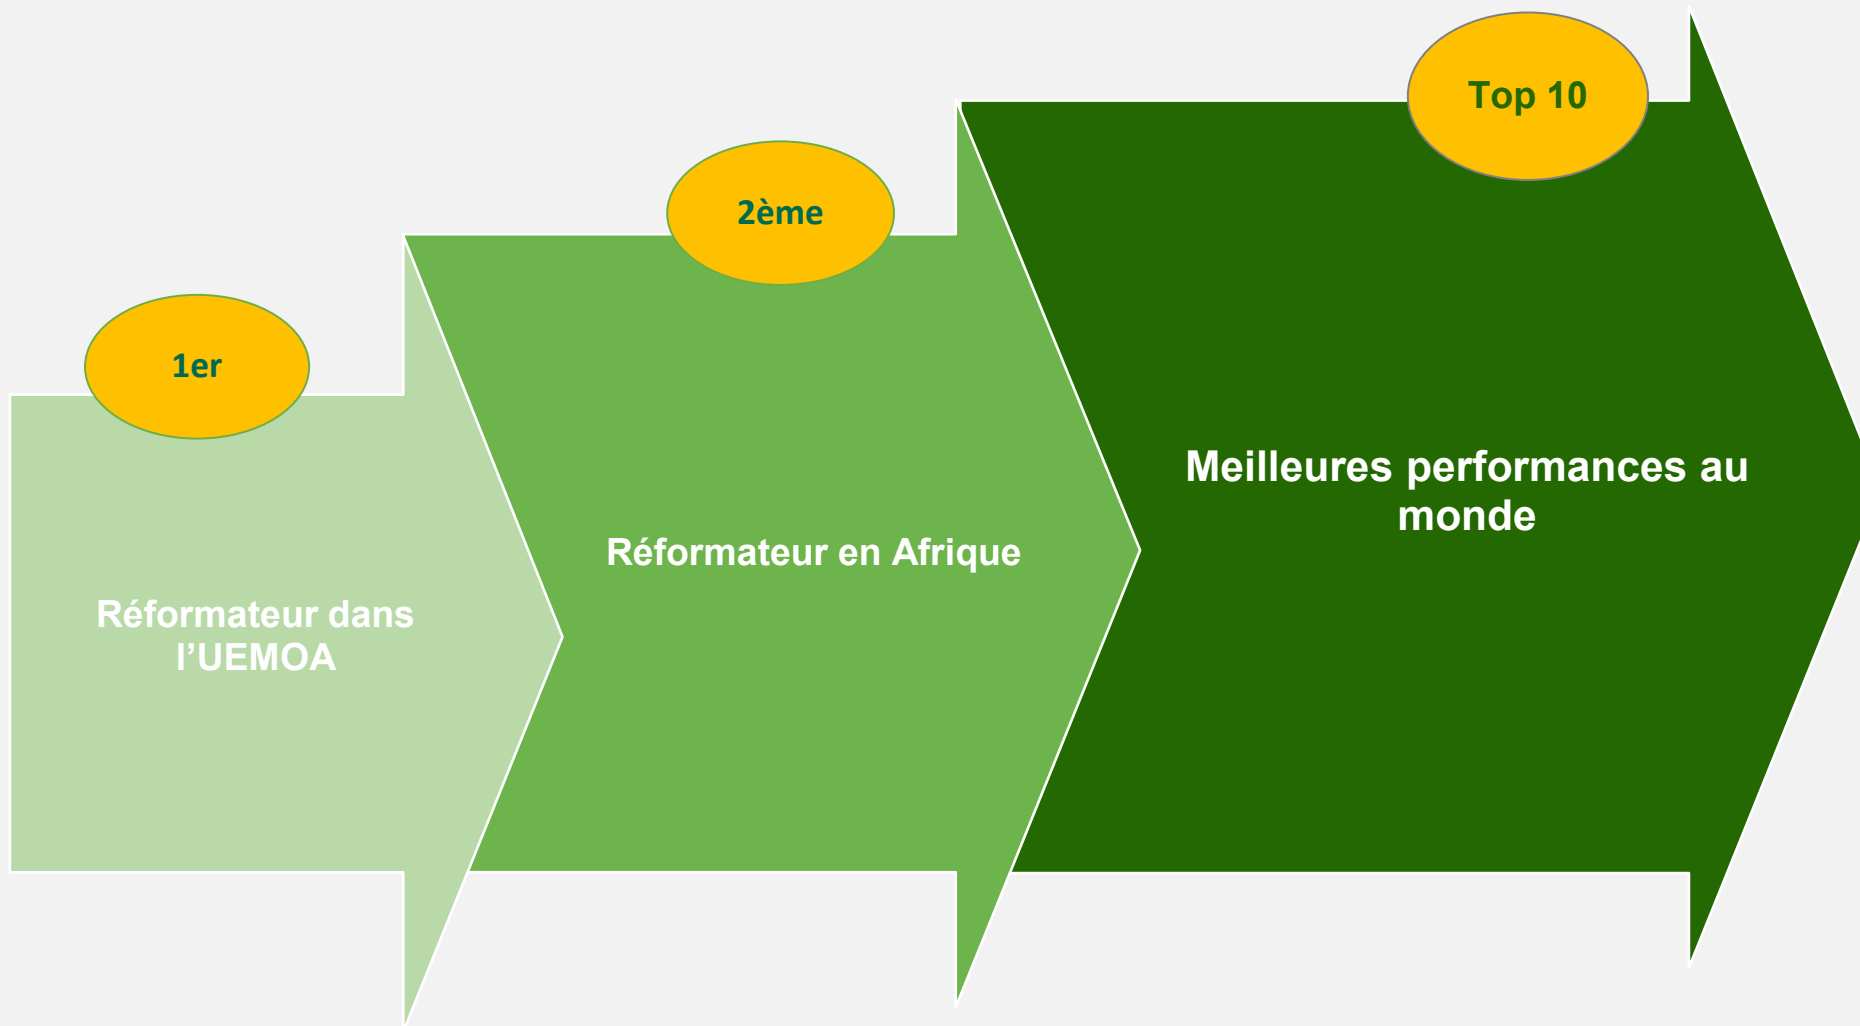 1er
Réformateur dans
l’UEMOA
2ème
Réformateur en Afrique
Top 10
Meilleures performances au
monde